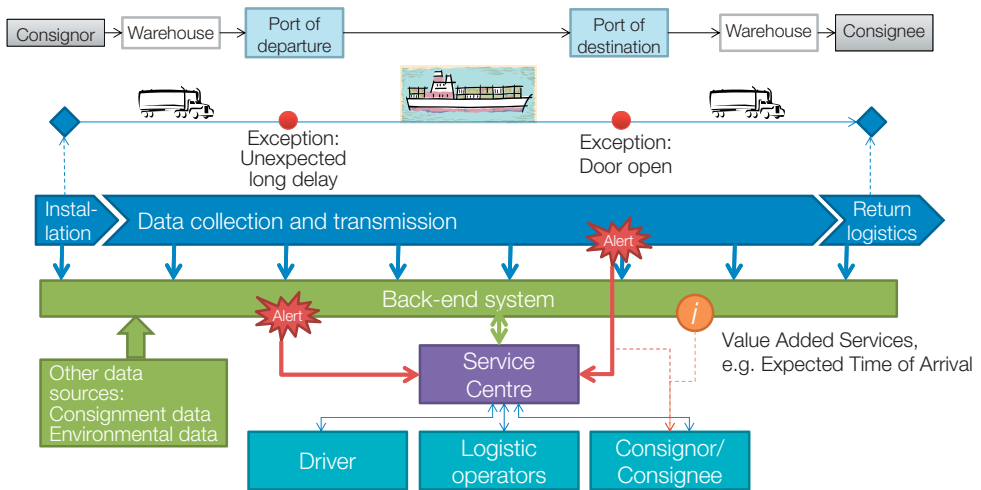 Consignor
Warehouse
Port of
departure
Port of
destination
Warehouse
Consignee
Exception:
Unexpected
long delay
Exception:
Door open
Instal-
lation
Data collection and transmission
Return
logistics
Alert
Back-end system
Alert
i
Value Added Services,
e.g. Expected Time of Arrival
Other data
sources:
Consignment data
Environmental data
Service
Centre
Driver
Logistic
operators
Consignor/
Consignee